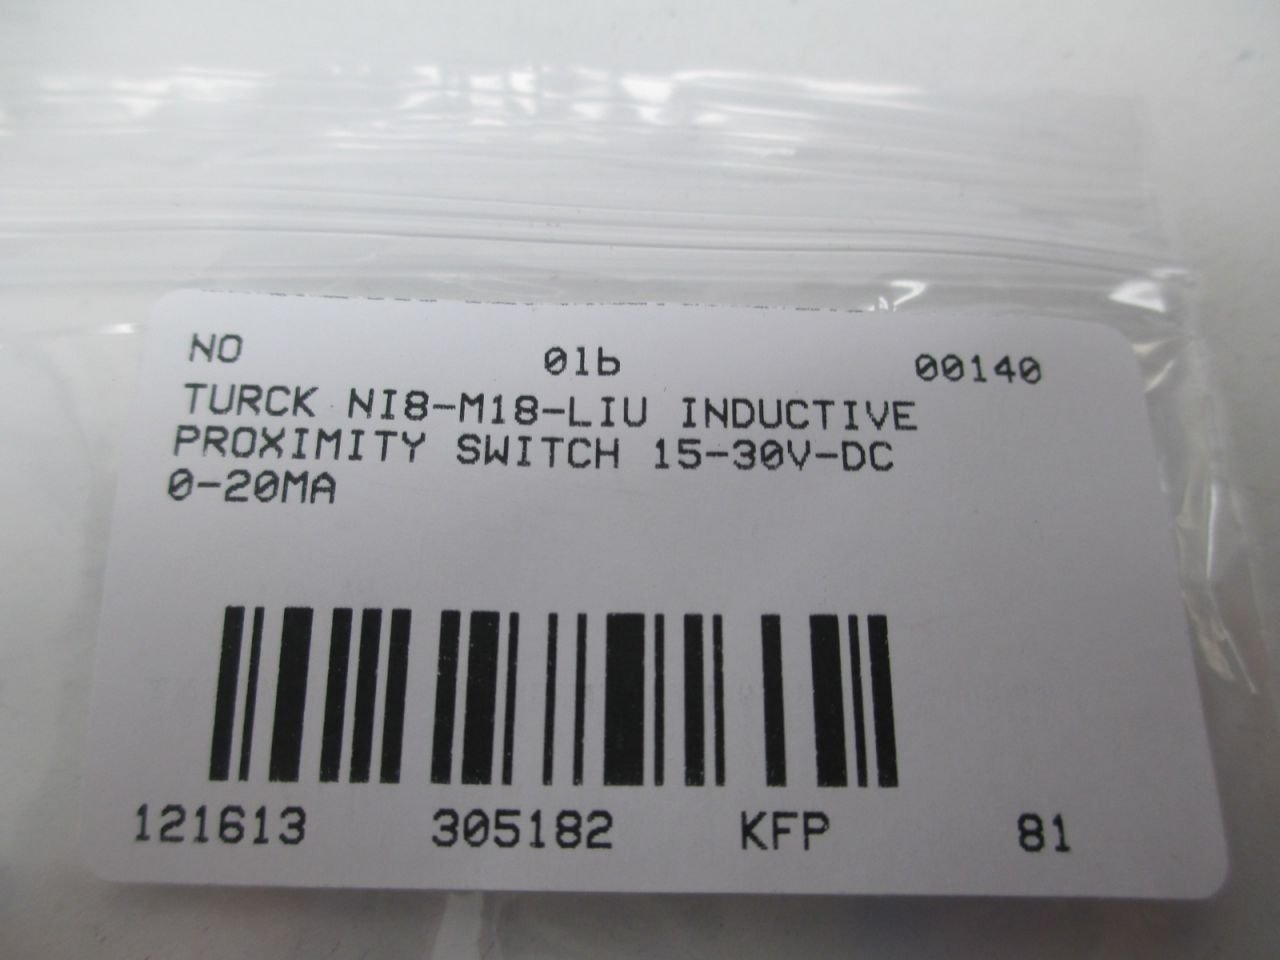 NO 01b 00140
TURCK NI8-M18-LIU INDUCTIVE
PROXIMITY SWITCH 15-30V-DC
0-20MA
121613 305182 KFP 81